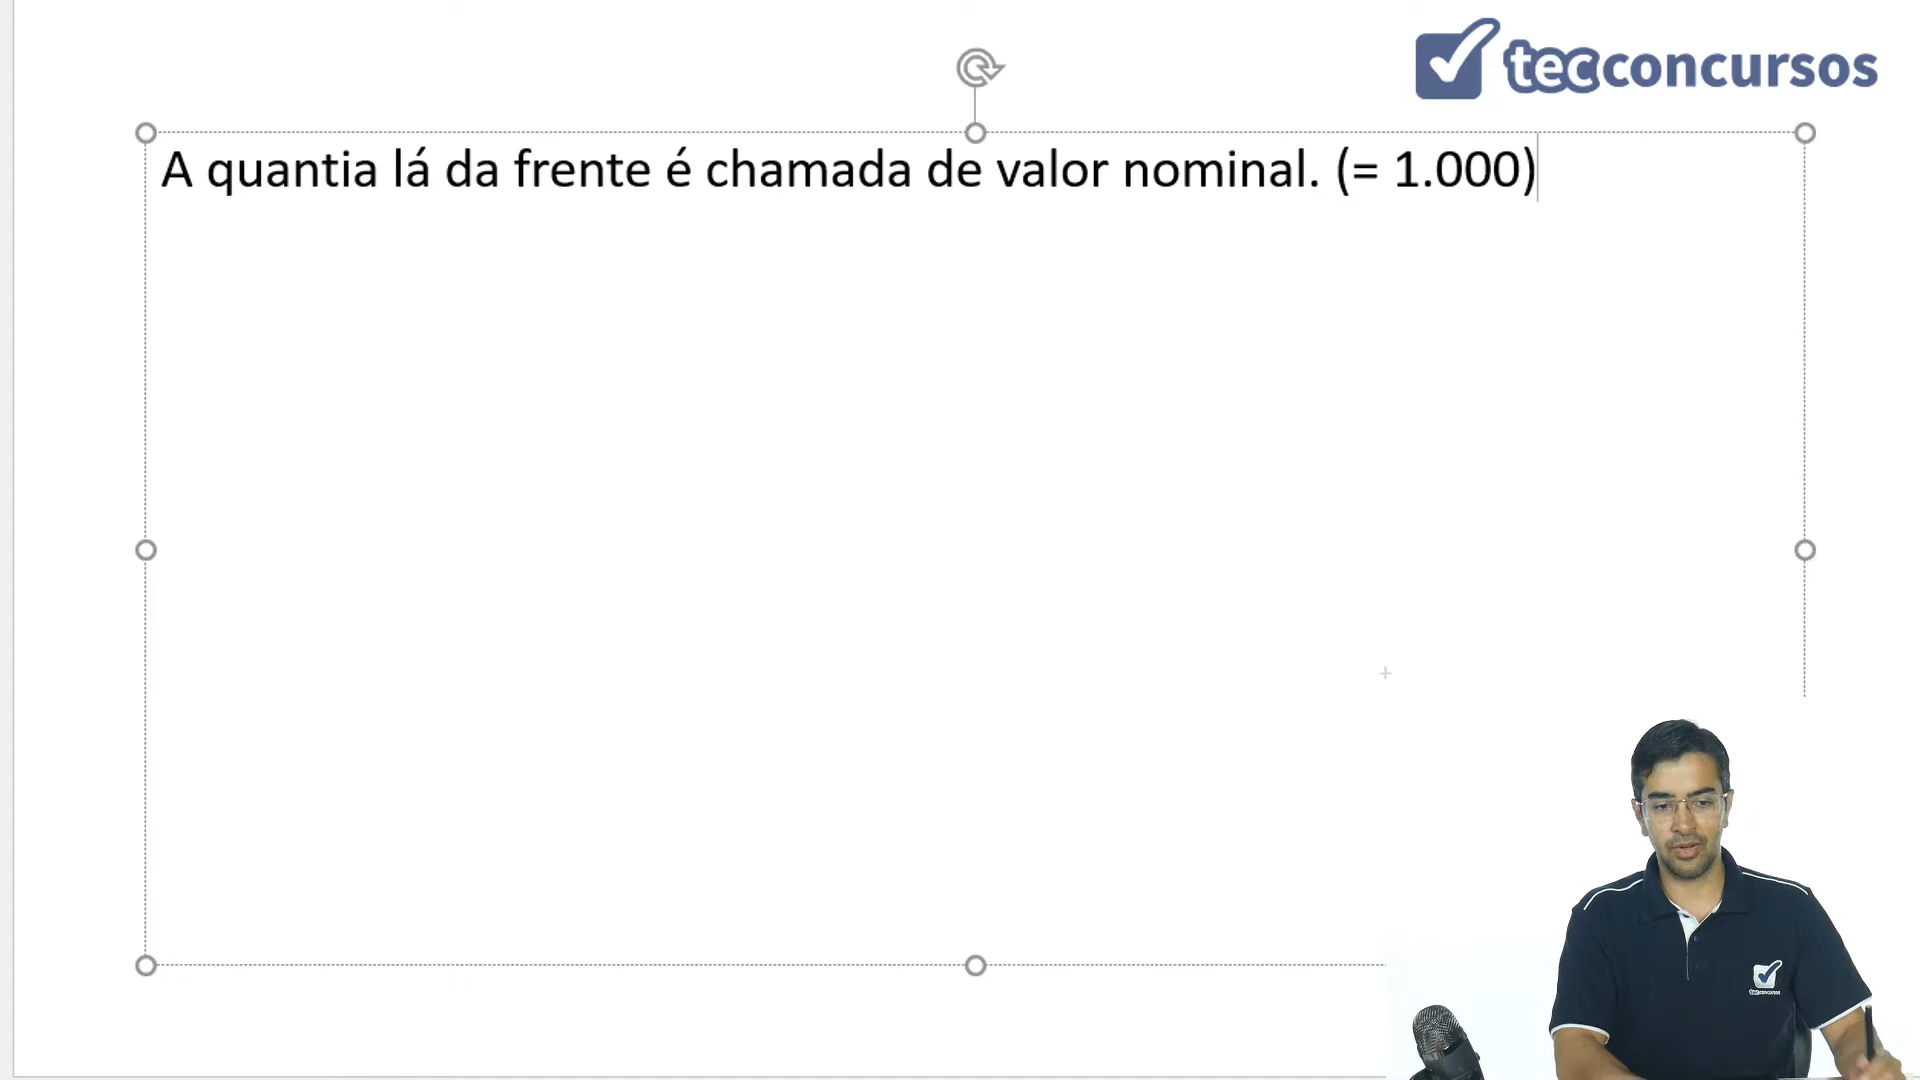 tecconcursos
A quantia lá da frente é chamada de valor nominal. (= 1.000)